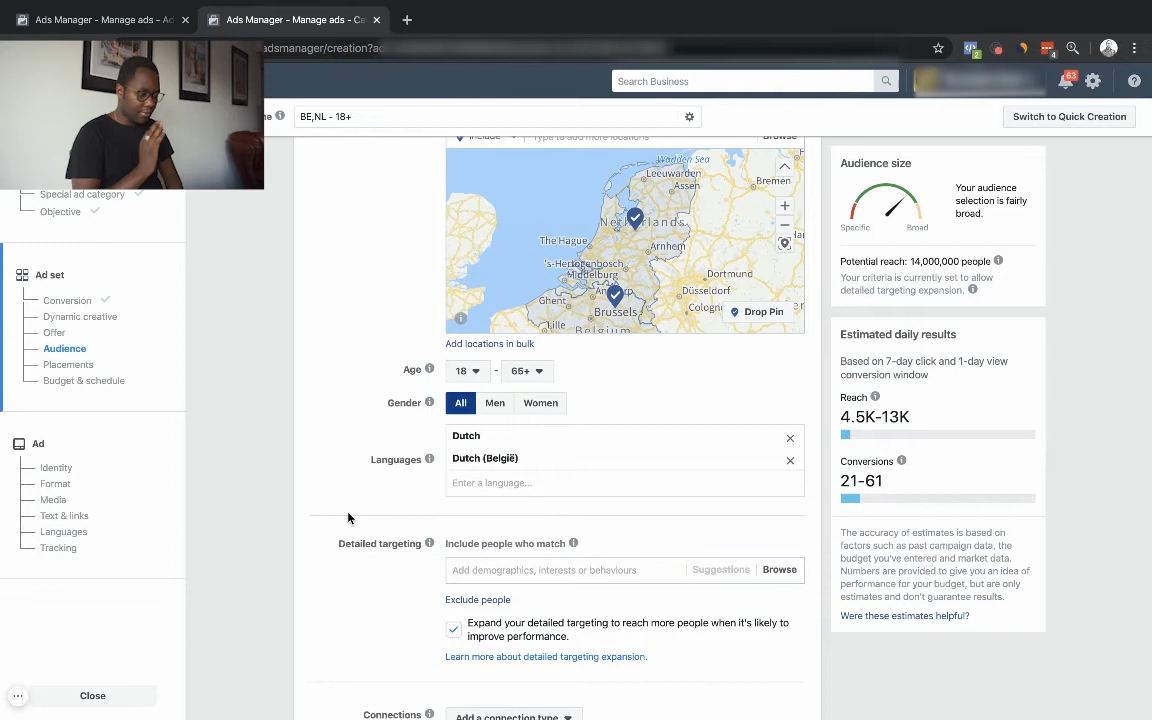 Ads Manager - Manage ads - Ad
Ads Manager - Manage ads - Ca
adsmanager/creation?ac
2
4
Search Business
63
BE,NL - 18+
Switch to Quick Creation
Special ad category
Objective
Ad set
Conversion
Dynamic creative
Offer
Audience
Placements
Budget & schedule
Ad
Identity
Format
Media
Text & links
Languages
Tracking
Close
Include
Type to add more locations
Browse
Wadden Sea
Leeuwarden
Assen
Bremen
Netherlands
The Hague
Arnhem
's-Hertogenbosch
Middelburg
Dortmund
Ghent
Düsseldorf
Brussels
Lille
Belgium
Drop Pin
Add locations in bulk
Age
18
-
65+
Gender
All
Men
Women
Languages
Dutch
Dutch (België)
Enter a language...
Detailed targeting
Include people who match
Add demographics, interests or behaviours
Suggestions
Browse
Exclude people
Expand your detailed targeting to reach more people when it's likely to
improve performance.
Learn more about detailed targeting expansion.
Connections
Add a connection type
Audience size
Your audience
selection is fairly
broad.
Specific
Broad
Potential reach: 14,000,000 people
Your criteria is currently set to allow
detailed targeting expansion.
Estimated daily results
Based on 7-day click and 1-day view
conversion window
Reach
4.5K-13K
Conversions
21-61
The accuracy of estimates is based on
factors such as past campaign data, the
budget you've entered and market data.
Numbers are provided to give you an idea of
performance for your budget, but are only
estimates and don't guarantee results.
Were these estimates helpful?